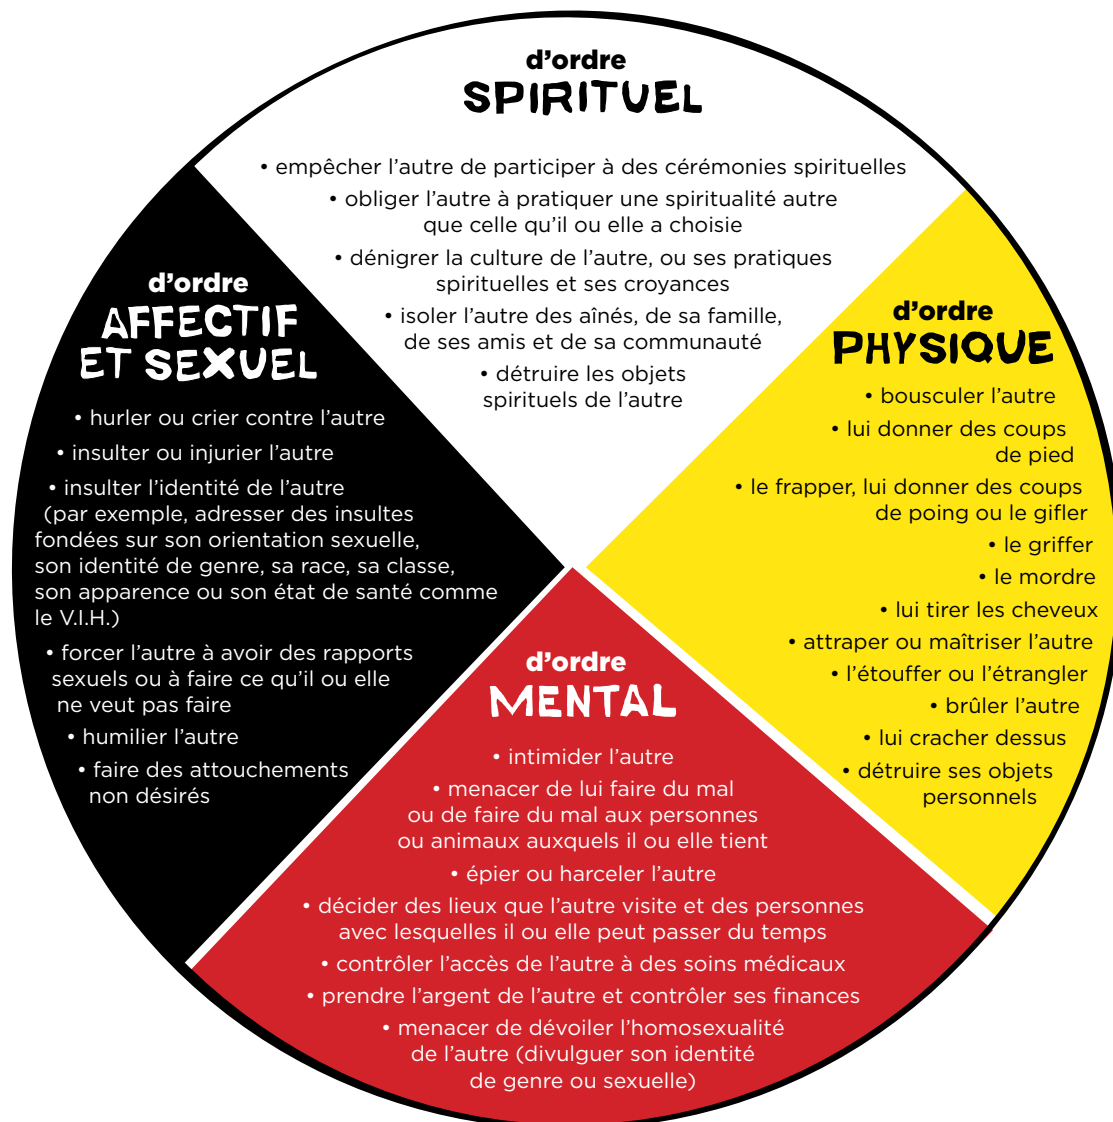 d'ordre
SPIRITUEL
• empêcher l'autre de participer à des cérémonies spirituelles
• obliger l'autre à pratiquer une spiritualité autre
que celle qu'il ou elle a choisie
• dénigrer la culture de l'autre, ou ses pratiques
spirituelles et ses croyances
• isoler l'autre des aînés, de sa famille,
de ses amis et de sa communauté
• détruire les objets
spirituels de l'autre
d'ordre
AFFECTIF
ET SEXUEL
• hurler ou crier contre l'autre
• insulter ou injurier l'autre
• insulter l'identité de l'autre
(par exemple, adresser des insultes
fondées sur son orientation sexuelle,
son identité de genre, sa race, sa classe,
son apparence ou son état de santé comme
le V.I.H.)
• forcer l'autre à avoir des rapports
sexuels ou à faire ce qu'il ou elle
ne veut pas faire
• humilier l'autre
• faire des attouchements
non désirés
d'ordre
PHYSIQUE
• bousculer l'autre
• lui donner des coups
de pied
• le frapper, lui donner des coups
de poing ou le gifler
• le griffer
• le mordre
• lui tirer les cheveux
• attraper ou maîtriser l'autre
• l'étouffer ou l'étrangler
• brûler l'autre
• lui cracher dessus
• détruire ses objets
personnels
d'ordre
MENTAL
• intimider l'autre
• menacer de lui faire du mal
ou de faire du mal aux personnes
ou animaux auxquels il ou elle tient
• épier ou harceler l'autre
• décider des lieux que l'autre visite et des personnes
avec lesquelles il ou elle peut passer du temps
• contrôler l'accès de l'autre à des soins médicaux
• prendre l'argent de l'autre et contrôler ses finances
• menacer de dévoiler l'homosexualité
de l'autre (divulguer son identité
de genre ou sexuelle)